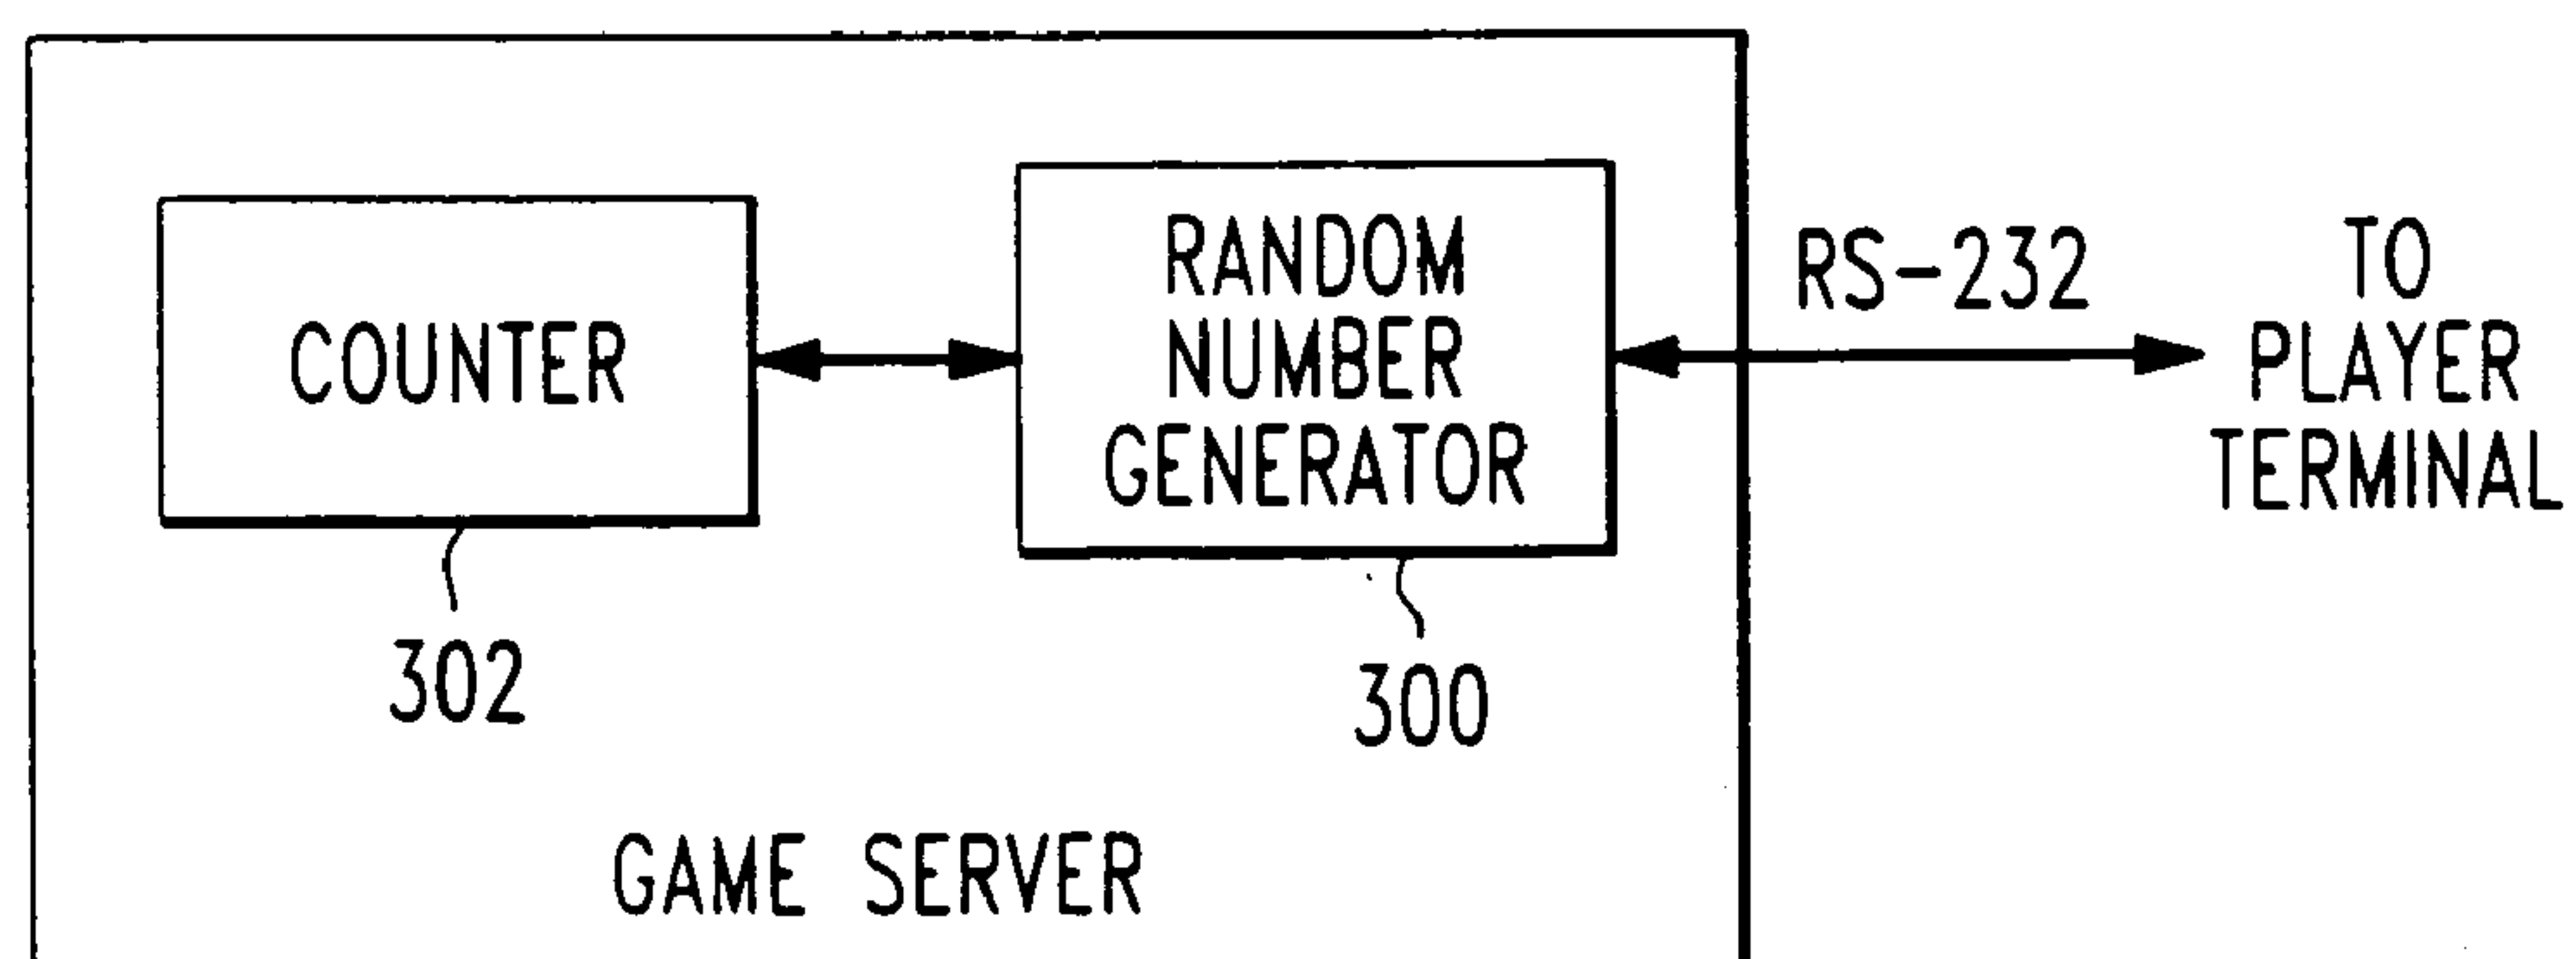 COUNTER
302
RANDOM
NUMBER
GENERATOR
300
RS-232
TO
PLAYER
TERMINAL
GAME SERVER